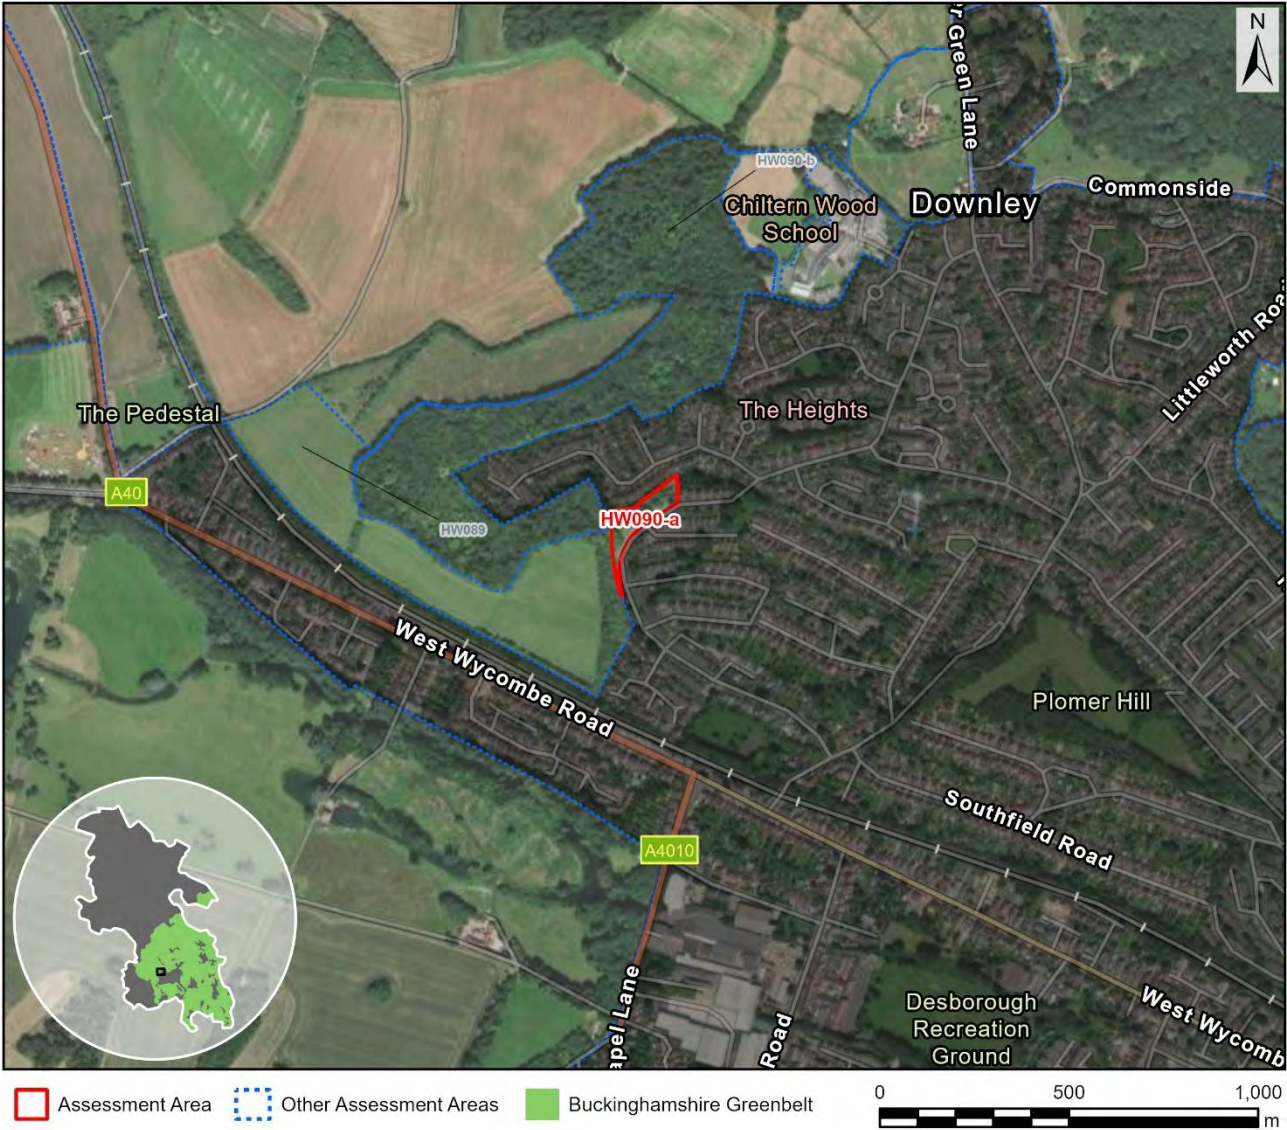 N
r Green Lane
HW090-b
Commonside
Chiltern Wood
School
Downley
Littleworth Roa
The Pedestal
The Heights
A40
HW090-a
HW089
West Wycombe Road
Plomer Hill
Southfield Road
A4010
apel Lane
Road
Desborough
Recreation
Ground
West Wycomb
Assessment Area
Other Assessment Areas
Buckinghamshire Greenbelt
0 500 1,000
m